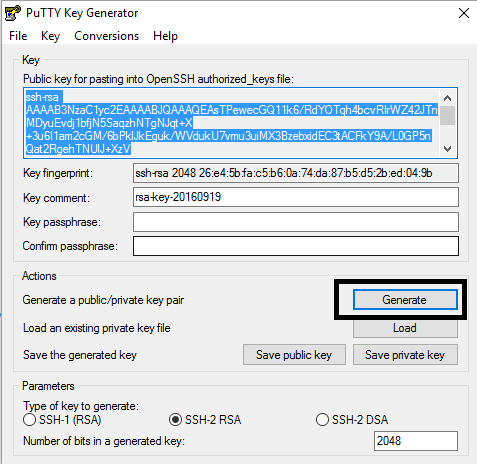 PuTTY Key Generator
File Key Conversions Help
Key
Public key for pasting into OpenSSH authorized_keys file:
ssh-rsa
AAAAB3NzaC1yc2EAAAABJQAAAQEAsTPewecGQ11k6/RdYOTqh4bcvRlrWZ42JTn
MDyuEvdj1bfjN5SaqzhNTgNJqt+X
+3u6l1am2cGM/6bPklJkEguk/WVdukU7vmu3uiMX3BzebxidEC3tACFkY9A/L0GP5n
Qat2RgehTNUlJ+XzV
Key fingerprint: ssh-rsa 2048 26:e4:5b:fa:c5:b6:0a:74:da:87:b5:d5:2b:ed:04:9b
Key comment: rsa-key-20160919
Key passphrase:
Confirm passphrase:
Actions
Generate a public/private key pair Generate
Load an existing private key file Load
Save the generated key Save public key Save private key
Parameters
Type of key to generate:
SSH-1 (RSA) SSH-2 RSA SSH-2 DSA
Number of bits in a generated key: 2048